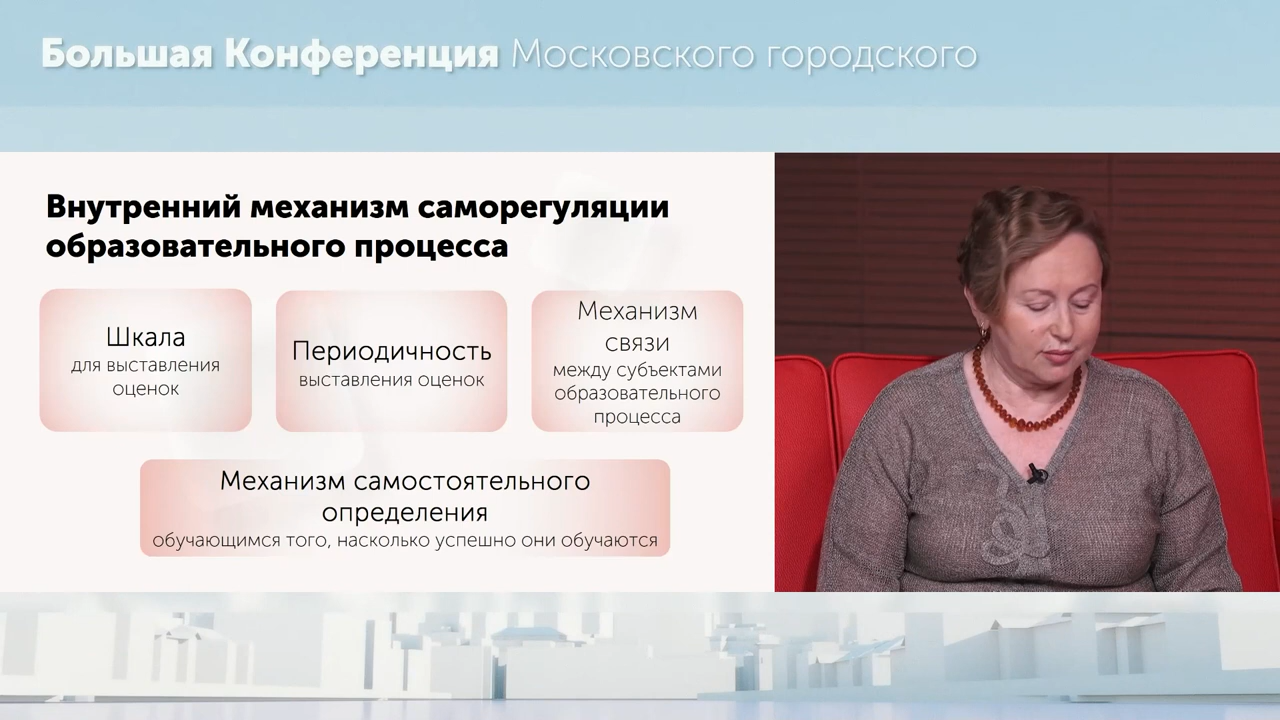 Большая Конференция Московского городского
Внутренний механизм саморегуляции
образовательного процесса
Шкала
для выставления
оценок
Периодичность
выставления оценок
Механизм
связи
между субъектами
образовательного
процесса
Механизм самостоятельного
определения
обучающимся того, насколько успешно они обучаются